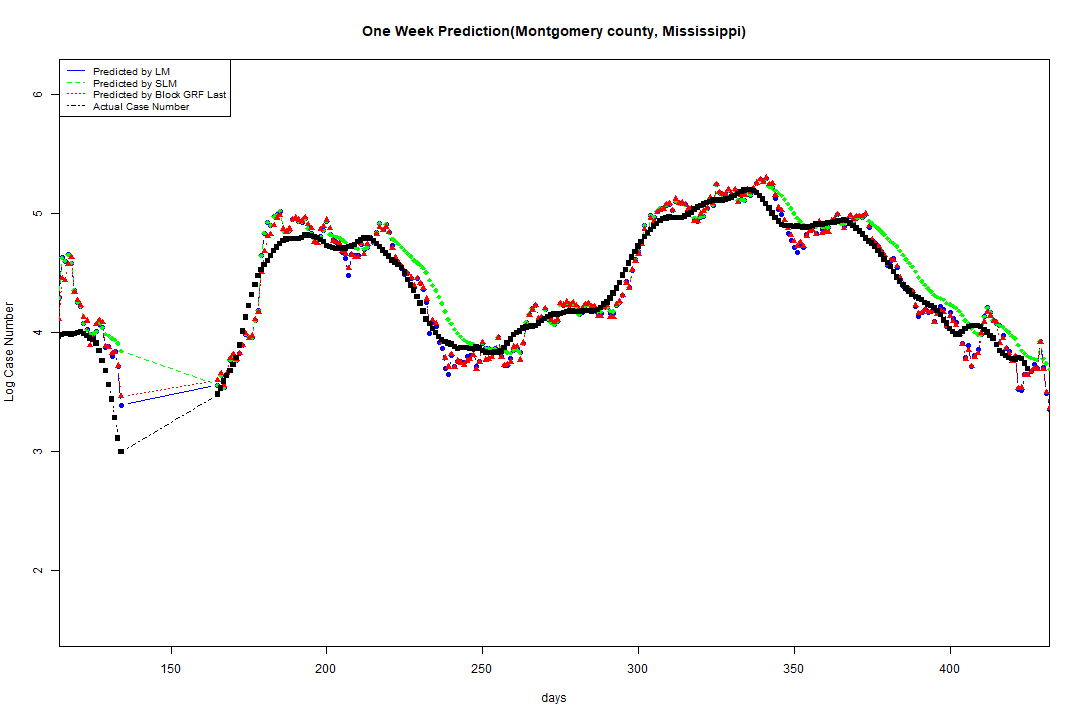 One Week Prediction(Montgomery county, Mississippi)
Predicted by LM
Predicted by SLM
Predicted by Block GRF Last
Actual Case Number
6
5
4
3
2
Log Case Number
150 200 250 300 350 400
days